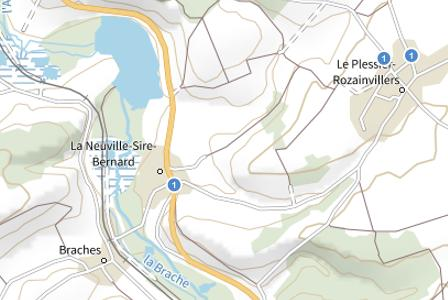 l'A
1
1
Le Plessier-
Rozainvillers
La Neuville-Sire-
Bernard
1
Braches
la Brache